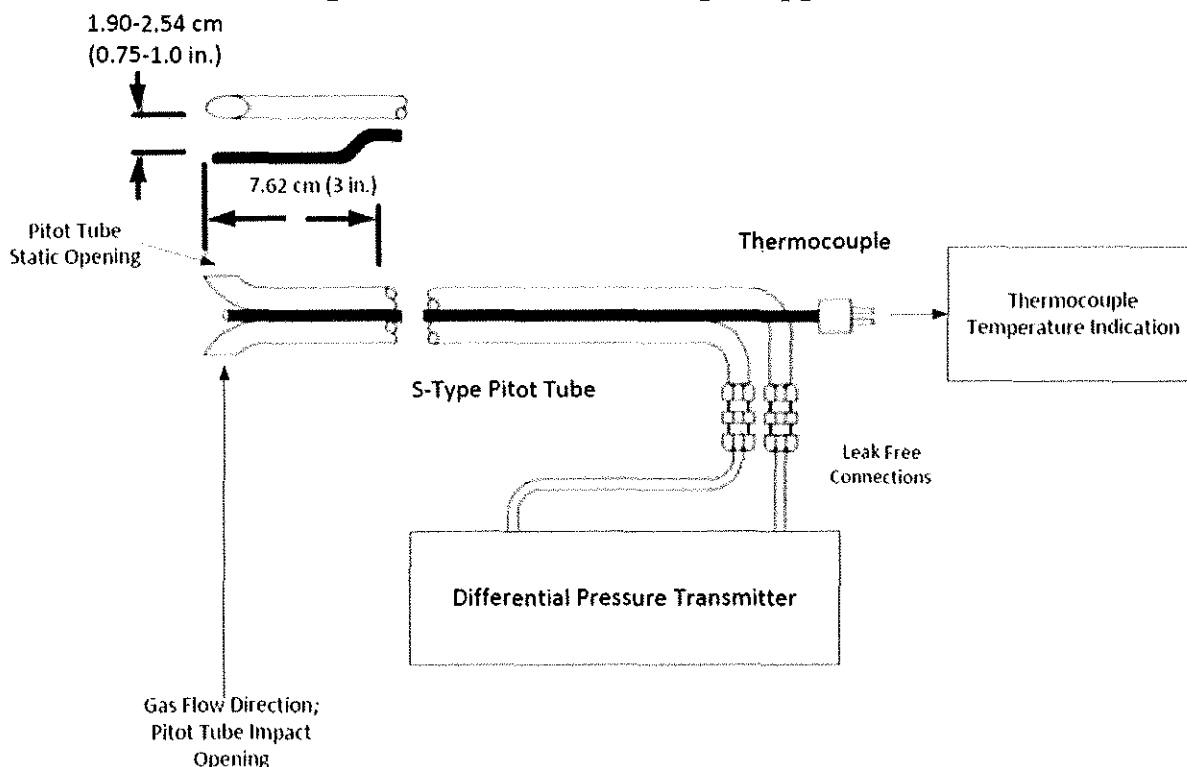 1.90-2.54 cm
(0.75-1.0 in.)
7.62 cm (3 in.)
Pitot Tube
Static Opening
Thermocouple
Thermocouple
Temperature Indication
S-Type Pitot Tube
Leak Free
Connections
Differential Pressure Transmitter
Gas Flow Direction;
Pitot Tube Impact
Opening